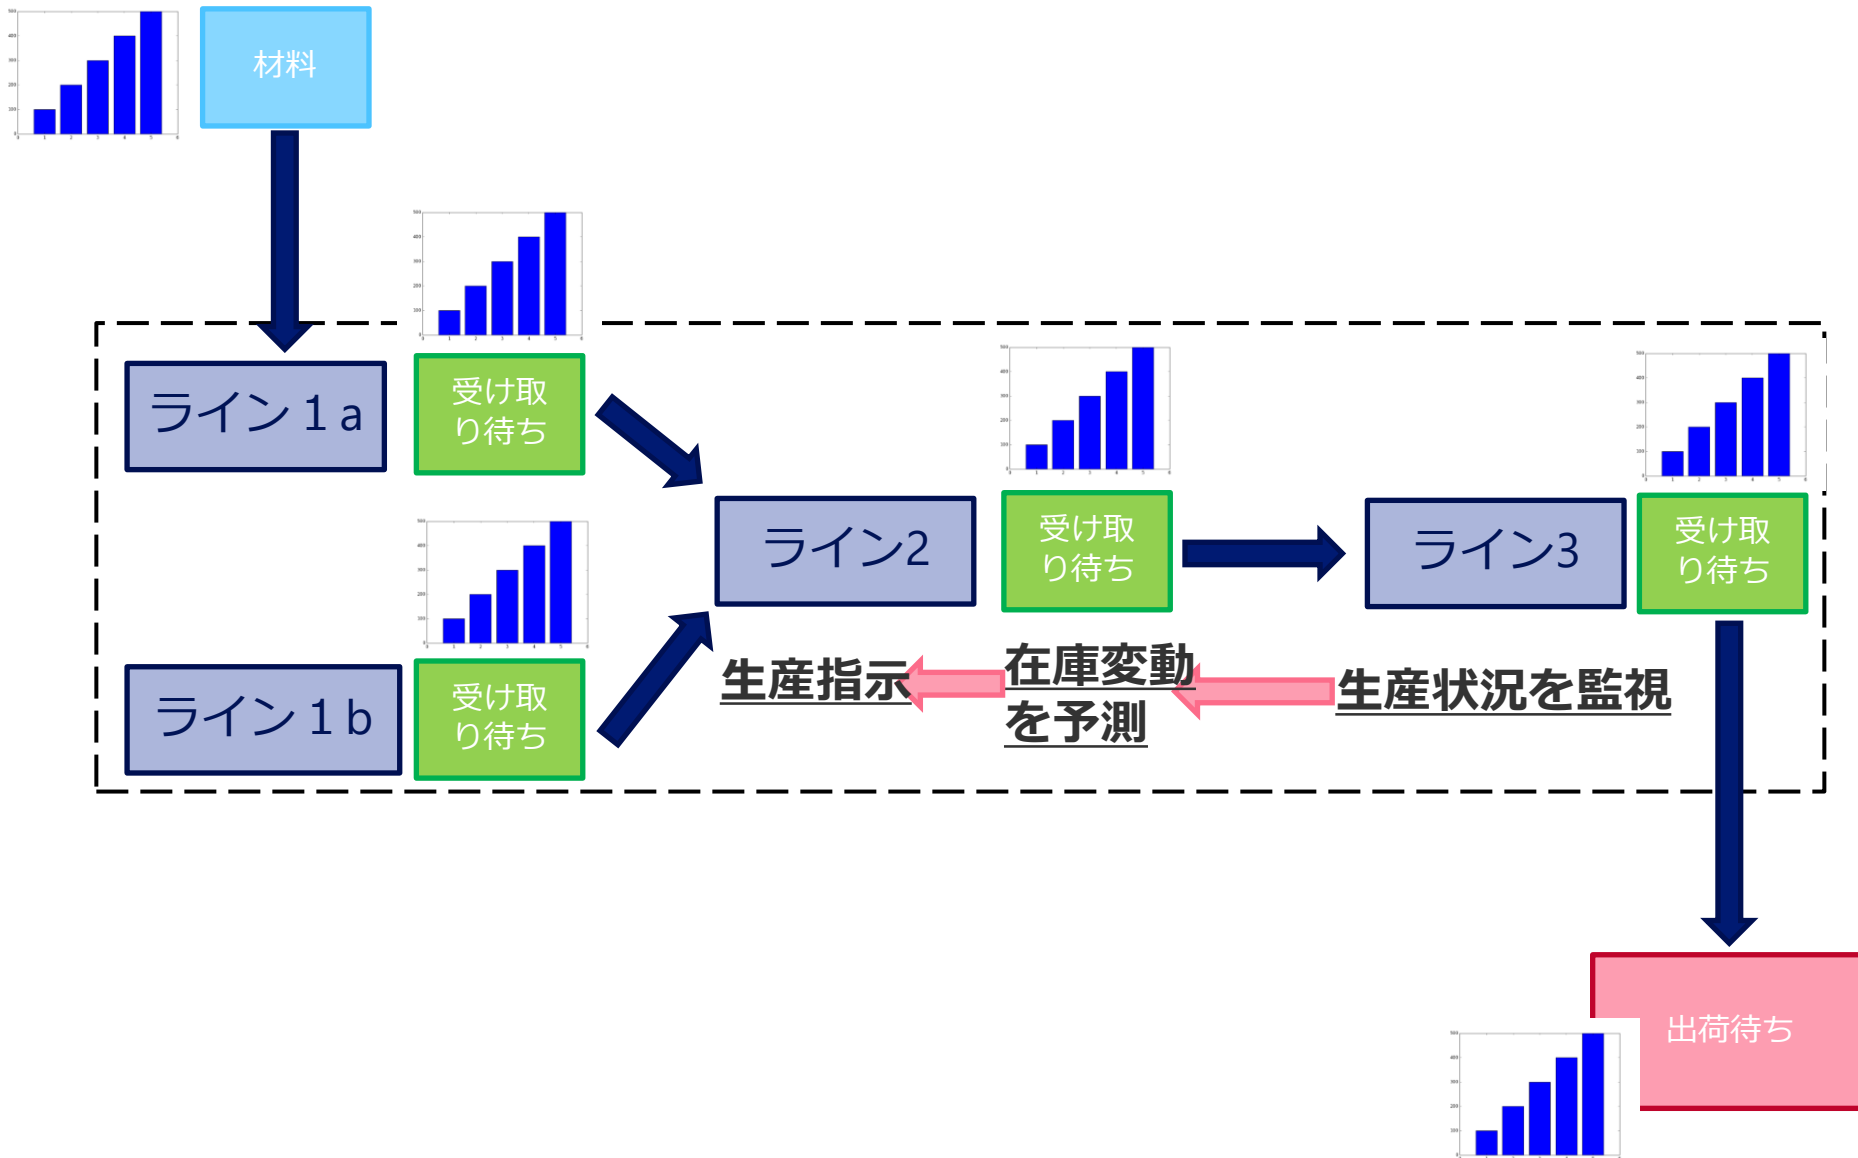 材料
ライン１a
受け取
り待ち
ライン2
受け取
り待ち
ライン3
受け取
り待ち
ライン１b
受け取
り待ち
生産指示
在庫変動
を予測
生産状況を監視
出荷待ち